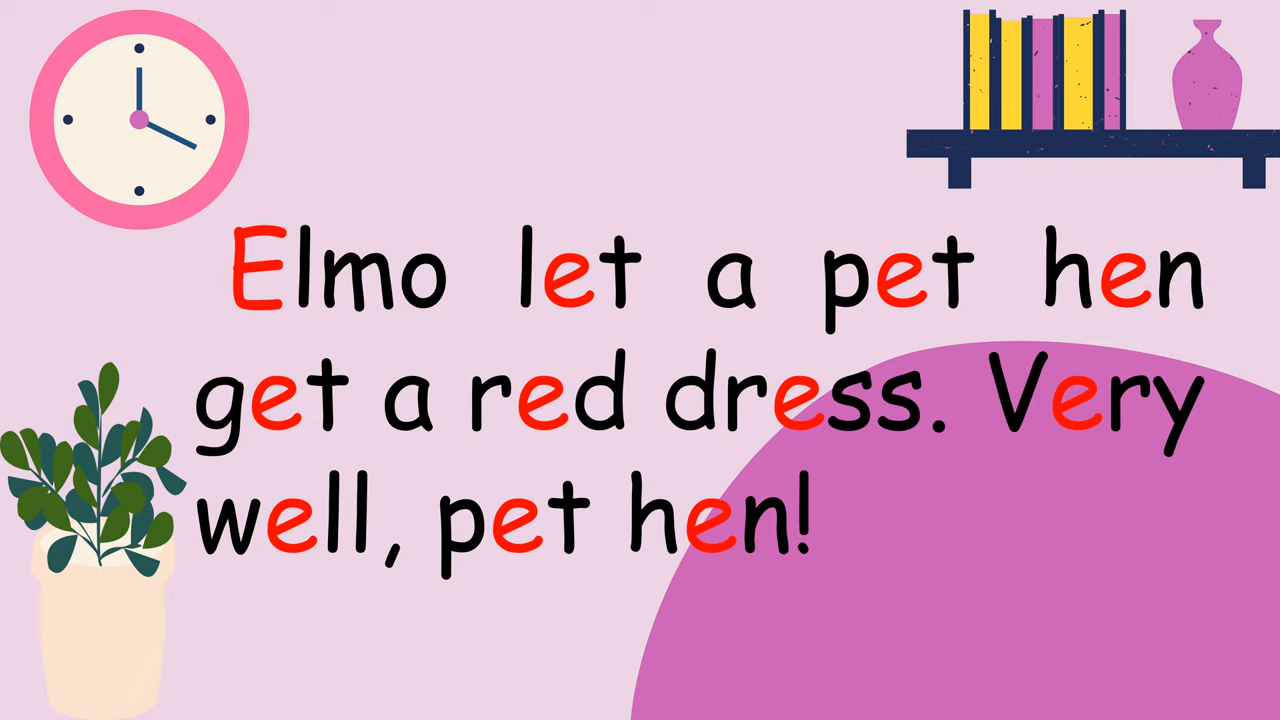 Elmo let a pet hen
get a red dress. Very
well, pet hen!